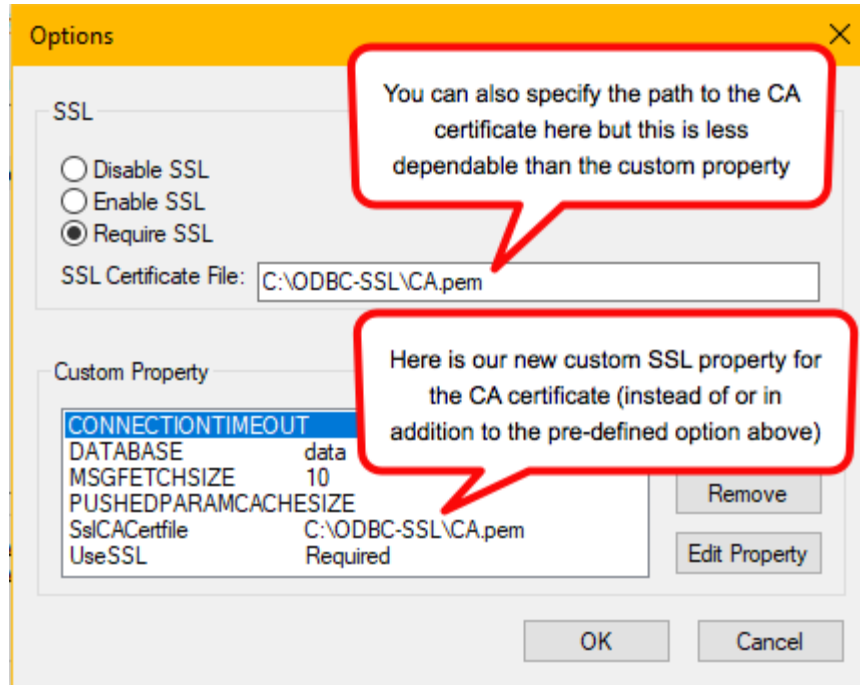 Options
You can also specify the path to the CA
certificate here but this is less
dependable than the custom property
SSL
Disable SSL
Enable SSL
Require SSL
SSL Certificate File: C:\ODBC-SSL\CA.pem
Here is our new custom SSL property for
the CA certificate (instead of or in
addition to the pre-defined option above)
Custom Property
CONNECTIONTIMEOUT
DATABASE data
MSGFETCHSIZE 10
PUSHEDPARAMCACHESIZE
SslCACertfile C:\ODBC-SSL\CA.pem
UseSSL Required
Remove
Edit Property
OK Cancel